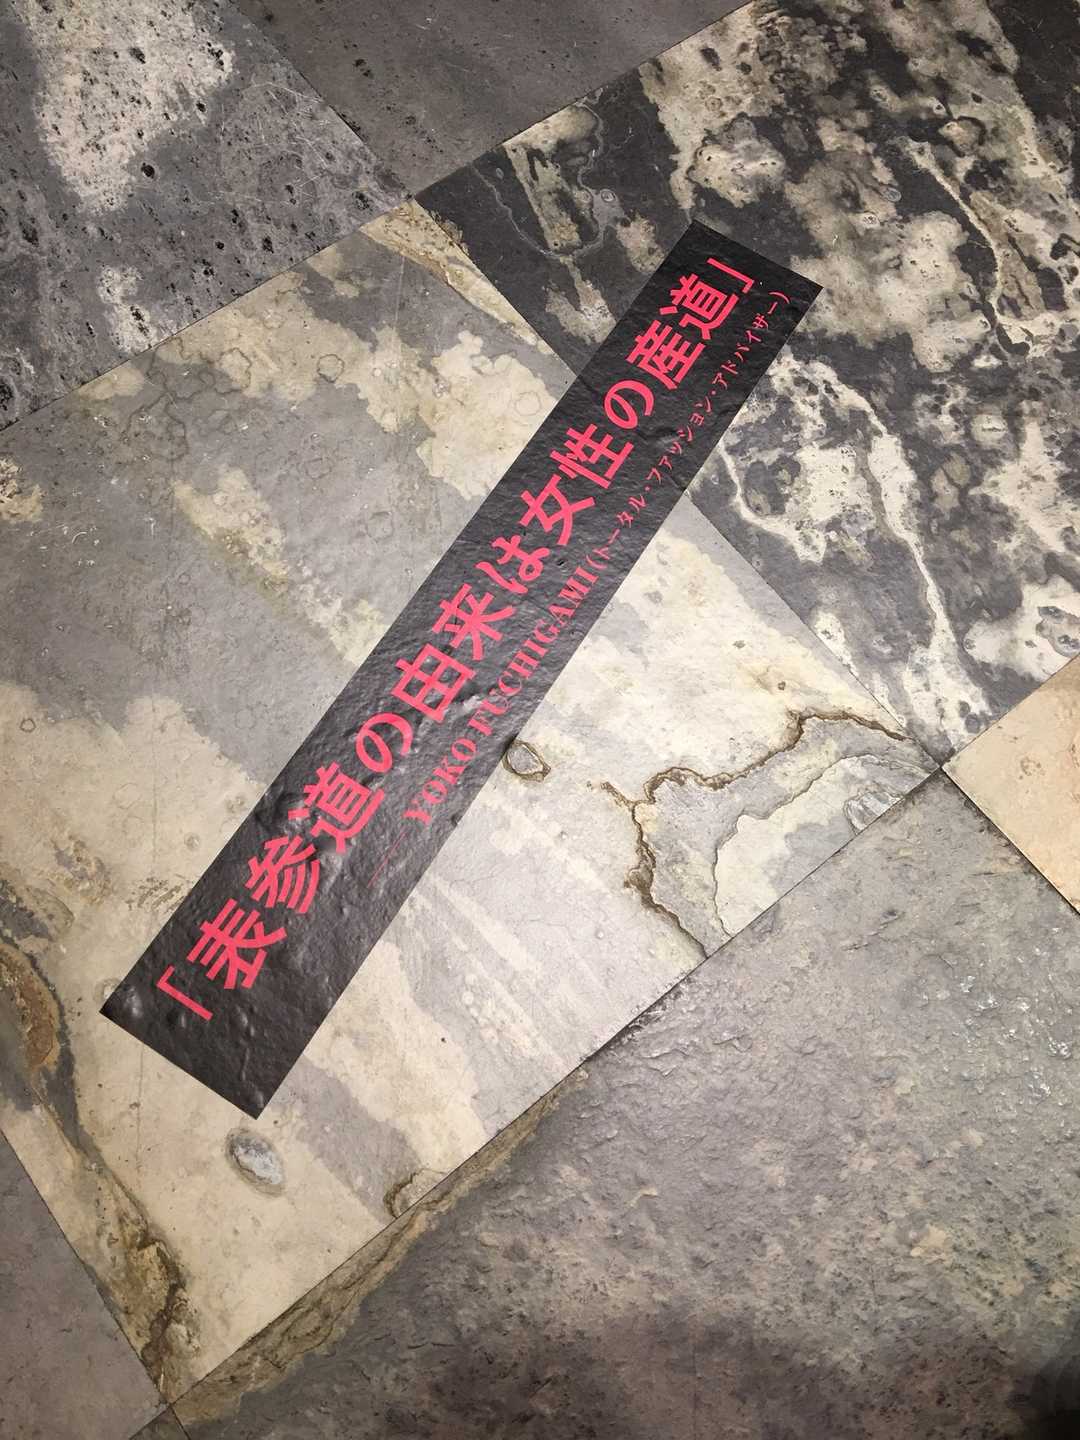 「表参道の由来は女性の産道」
——YOKO FUCHIGAMI(トータル・ファッション・アドバイザー)